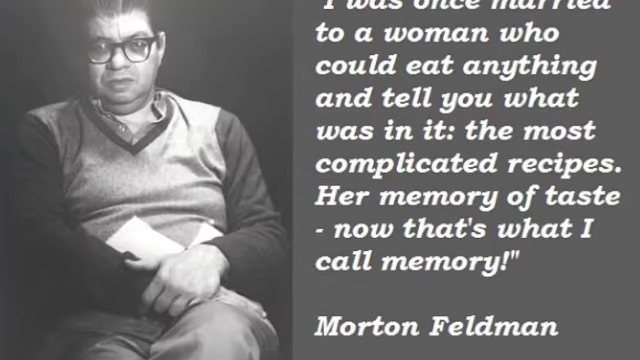 "I was once married
to a woman who
could eat anything
and tell you what
was in it: the most
complicated recipes.
Her memory of taste
- now that's what I
call memory!"
Morton Feldman